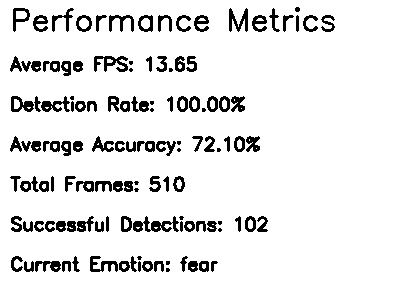 Performance Metrics
Average FPS: 13.65
Detection Rate: 100.00%
Average Accuracy: 72.10%
Total Frames: 510
Successful Detections: 102
Current Emotion: fear